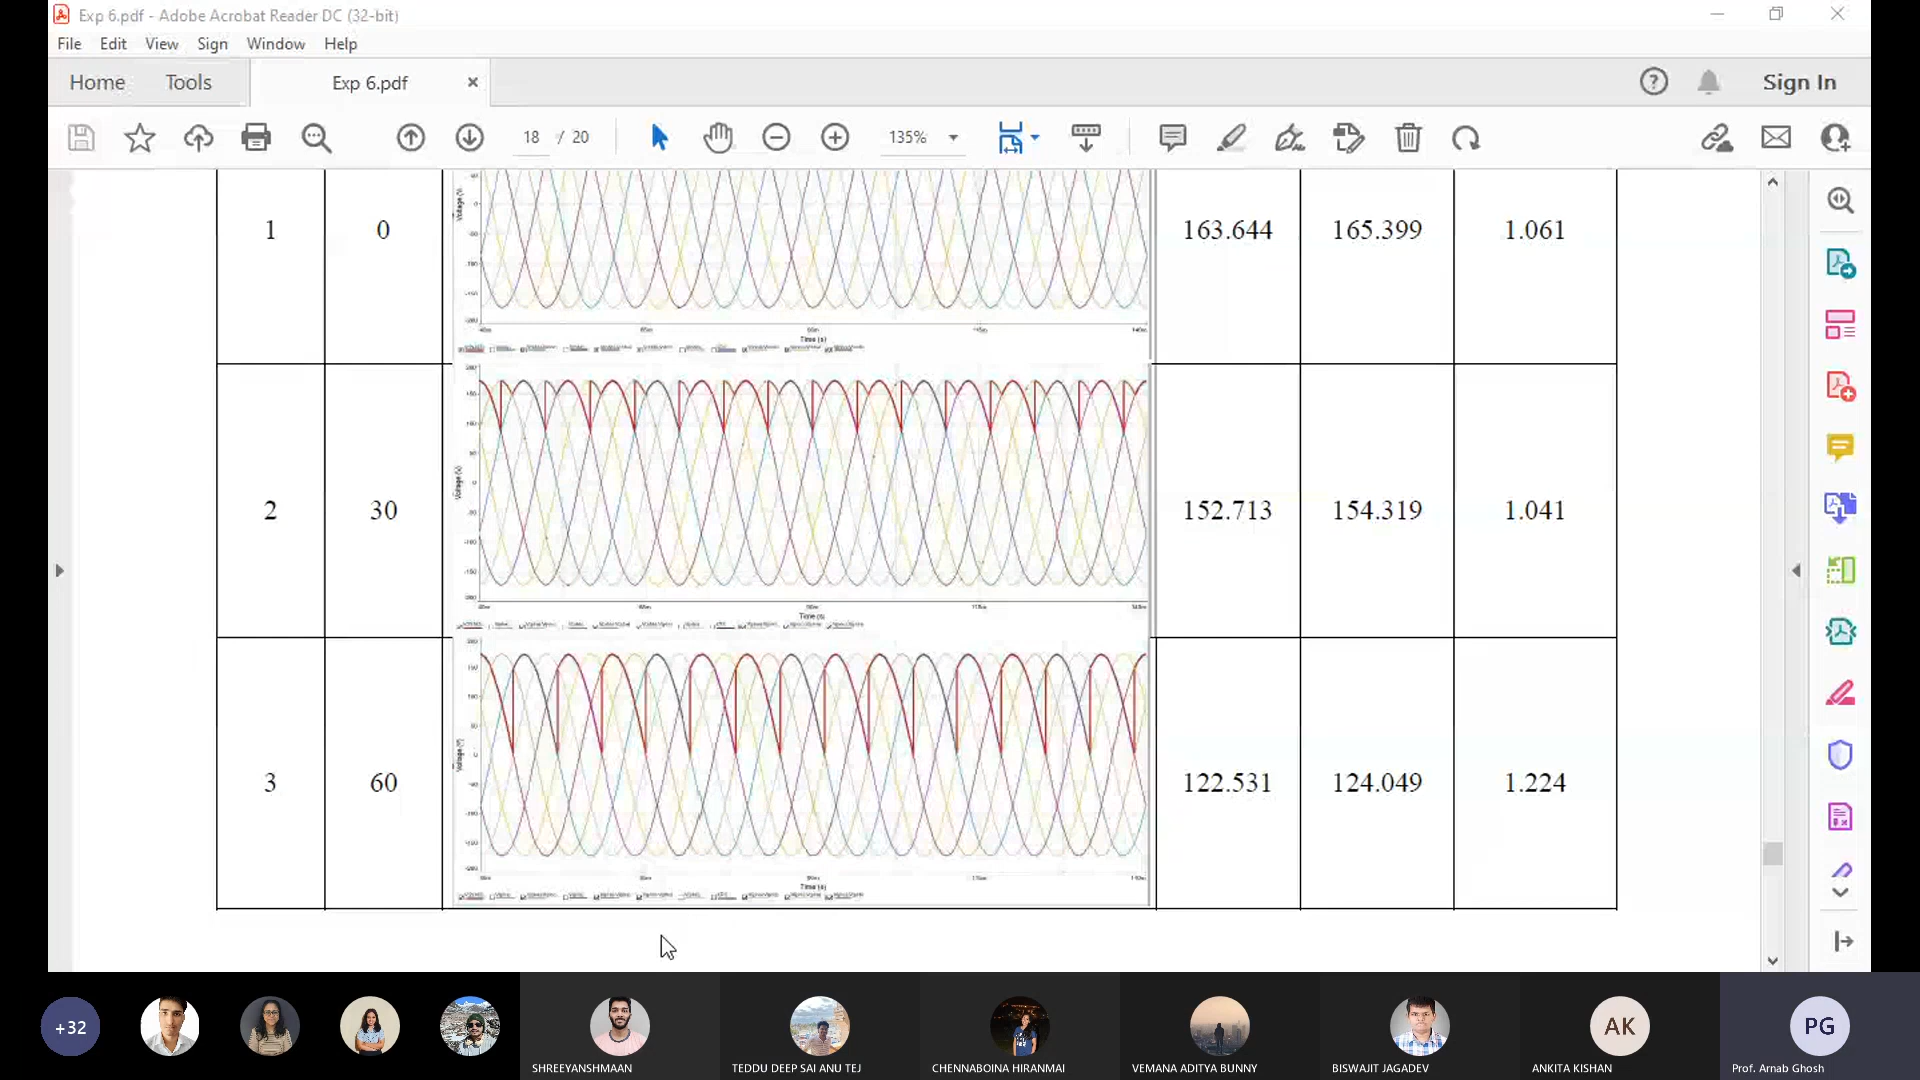 Exp 6.pdf - Adobe Acrobat Reader DC (32-bit)
File Edit View Sign Window Help
Home Tools Exp 6.pdf × Sign In
18 / 20 135%
1 0 163.644 165.399 1.061
Time (s)
2 30 152.713 154.319 1.041
Time (s)
3 60 122.531 124.049 1.224
Time (s)
+32
AK
PG
SHREEYANSHMAAN
TEDDU DEEP SAI ANU TEJ
CHENNABOINA HIRANMAI
VEMANA ADITYA BUNNY
BISWAJIT JAGADEV
ANKITA KISHAN
Prof. Arnab Ghosh